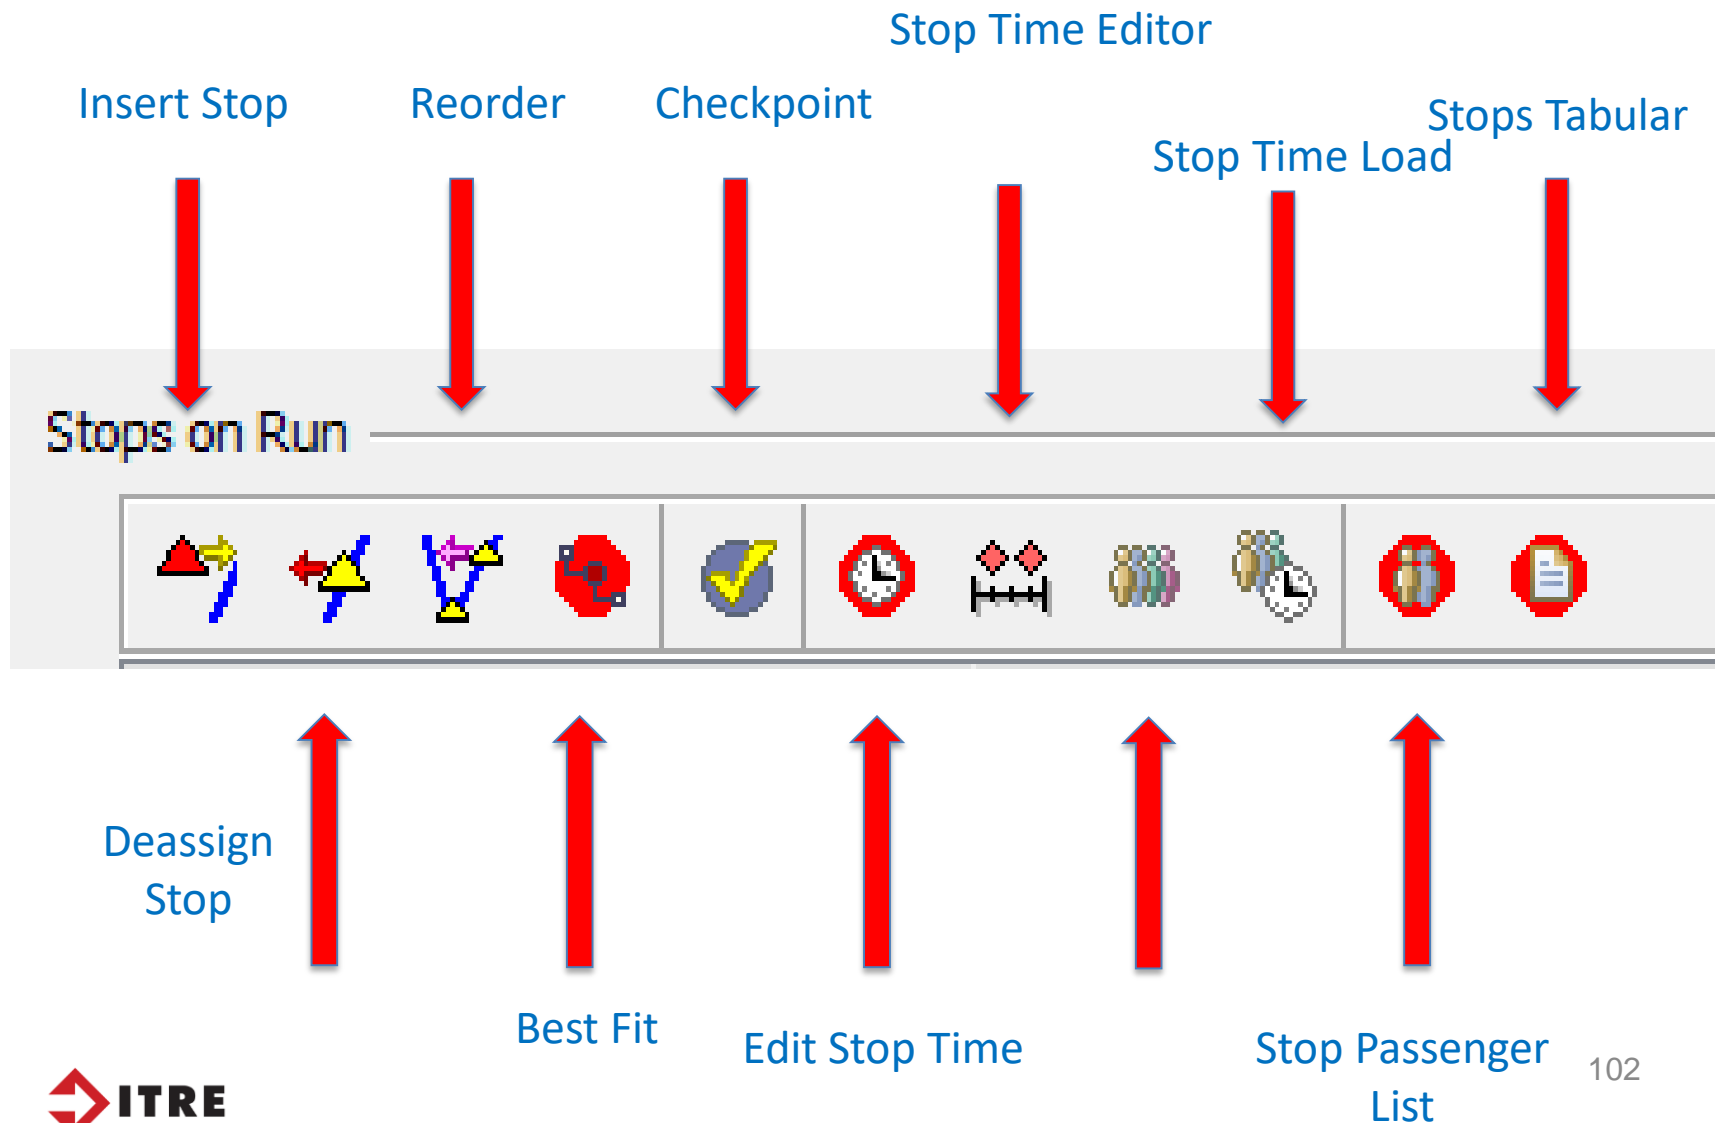 Stop Time Editor
Insert Stop
Reorder
Checkpoint
Stops Tabular
Stop Time Load
Stops on Run
Deassign
Stop
Best Fit
Edit Stop Time
Stop Passenger
List
102
ITRE